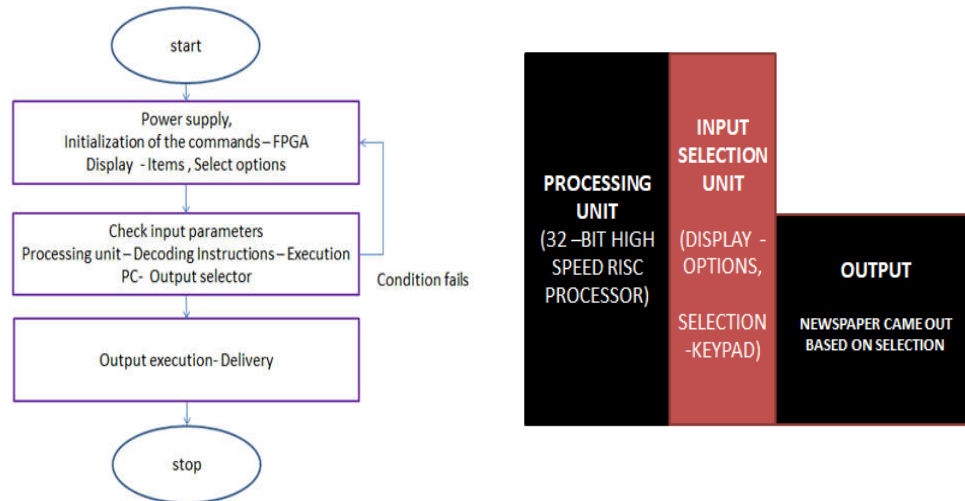 start
Power supply,
Initialization of the commands – FPGA
Display - Items , Select options
Check input parameters
Processing unit – Decoding Instructions – Execution
PC- Output selector
Condition fails
Output execution- Delivery
stop
PROCESSING
UNIT
(32 –BIT HIGH
SPEED RISC
PROCESSOR)
INPUT
SELECTION
UNIT
(DISPLAY -
OPTIONS,
SELECTION
-KEYPAD)
OUTPUT
NEWSPAPER CAME OUT
BASED ON SELECTION